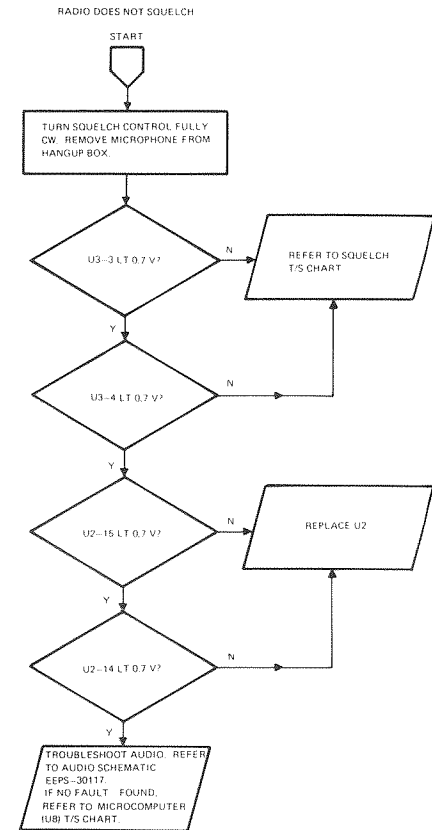 RADIO DOES NOT SQUELCH
START
TURN SQUELCH CONTROL FULLY
CW. REMOVE MICROPHONE FROM
HANGUP BOX.
U3-3 LT 0.7 V?
N
REFER TO SQUELCH
T/S CHART
Y
U3-4 LT 0.7 V?
N
Y
U2-15 LT 0.7 V?
N
REPLACE U2
Y
U2-14 LT 0.7 V?
N
Y
TROUBLESHOOT AUDIO. REFER
TO AUDIO SCHEMATIC
EEPS-30117.
IF NO FAULT FOUND,
REFER TO MICROCOMPUTER
(U8) T/S CHART.